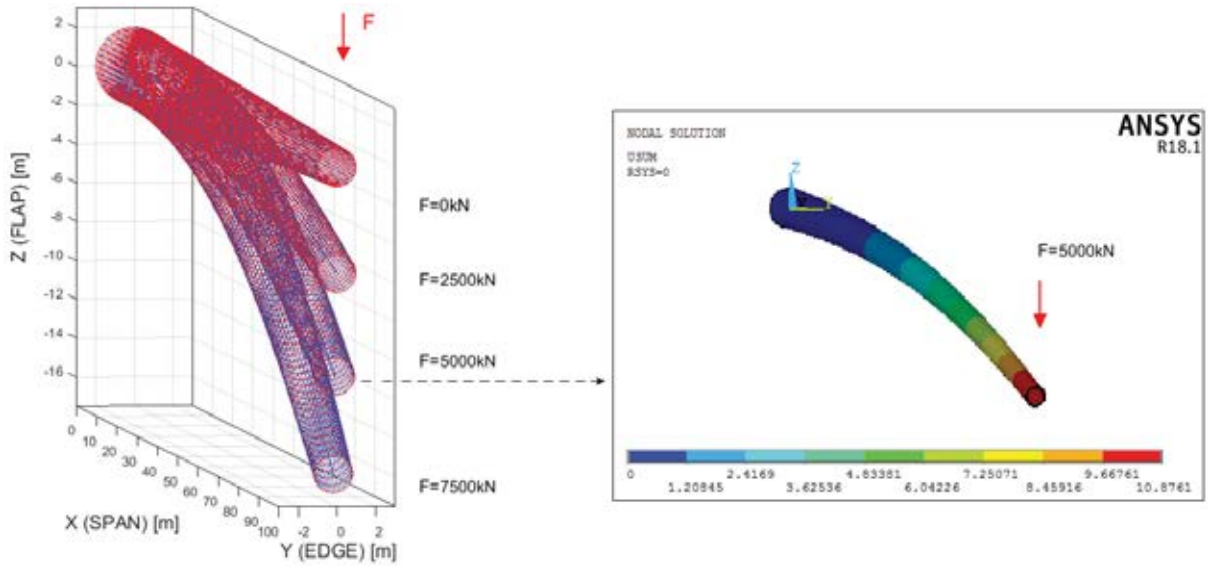 F
2
0
-2
-4
-6
-8
-10
-12
-14
-16
Z (FLAP) [m]
0
10
20
30
40
50
60
70
80
90
100
X (SPAN) [m]
-2
0
2
Y (EDGE) [m]
F=0kN
F=2500kN
F=5000kN
F=7500kN
NODAL SOLUTION
USUM
RSYS=0
ANSYS
R18.1
Z
Y
F=5000kN
0 2.4169 4.83381 7.25071 9.66761
1.20845 3.62536 6.04226 8.45916 10.8761